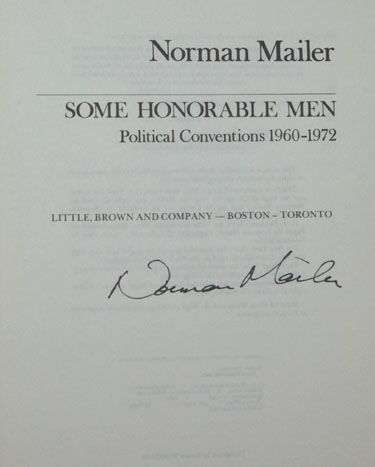 Norman Mailer
SOME HONORABLE MEN
Political Conventions 1960–1972
LITTLE, BROWN AND COMPANY — BOSTON – TORONTO
Norman Mailer